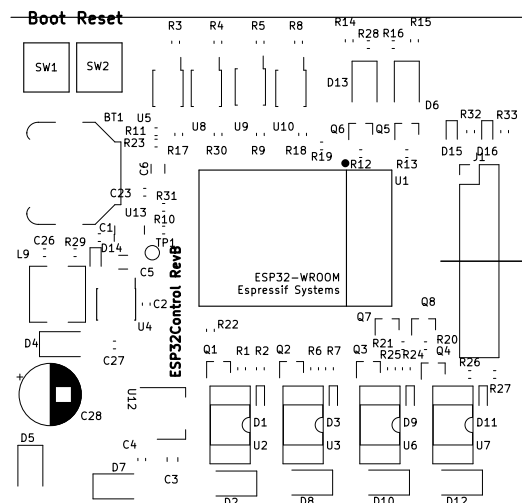 Boot Reset
R3 R4 R5 R8 R14 R28 R16 R15
SW1 SW2
D13
D6
BT1 U5
R11 U8 U9 U10 Q6 Q5 R32 R33
R23
R17 R30 R9 R18 R19 R12 R13 D15 D16
J1
C6
U1
C23 R31
U13
R10
C1
TP1
C26 R29 D14
L9
C5
ESP32-WROOM
Espressif Systems
ESP32Control RevB
C2
U4
R22
Q7 Q8
D4
C27
Q1 R1 R2 Q2 R6 R7 Q3 R21 R25 R24 R20 Q4
R26
R27
+
C28
U12
D1 D3 D9 D11
U2 U3 U6 U7
D5
C4
C3
D7
D2 D8 D10 D12